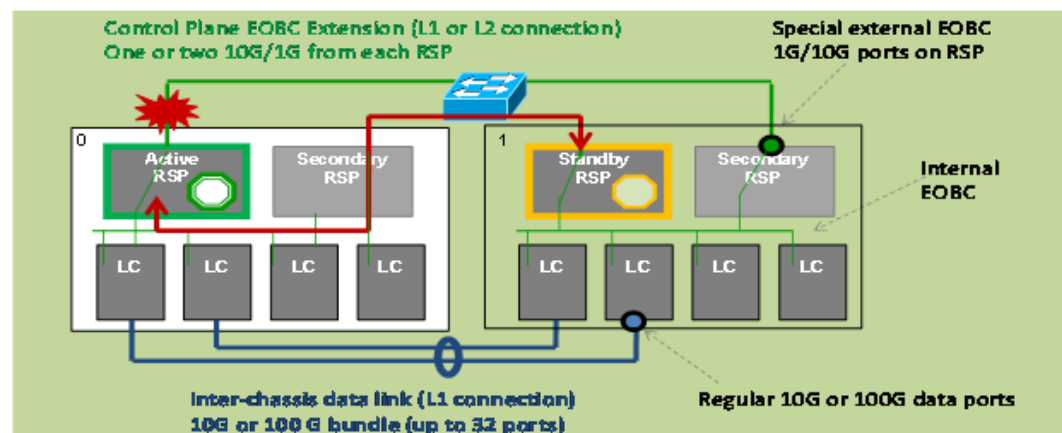 Control Plane EOBC Extension (L1 or L2 connection)
One or two 10G/1G from each RSP
Special external EOBC
1G/10G ports on RSP
0
Active
RSP
Secondary
RSP
1
Standby
RSP
Secondary
RSP
Internal
EOBC
LC
LC
LC
LC
LC
LC
LC
LC
Inter-chassis data link (L1 connection)
10G or 100 G bundle (up to 32 ports)
Regular 10G or 100G data ports